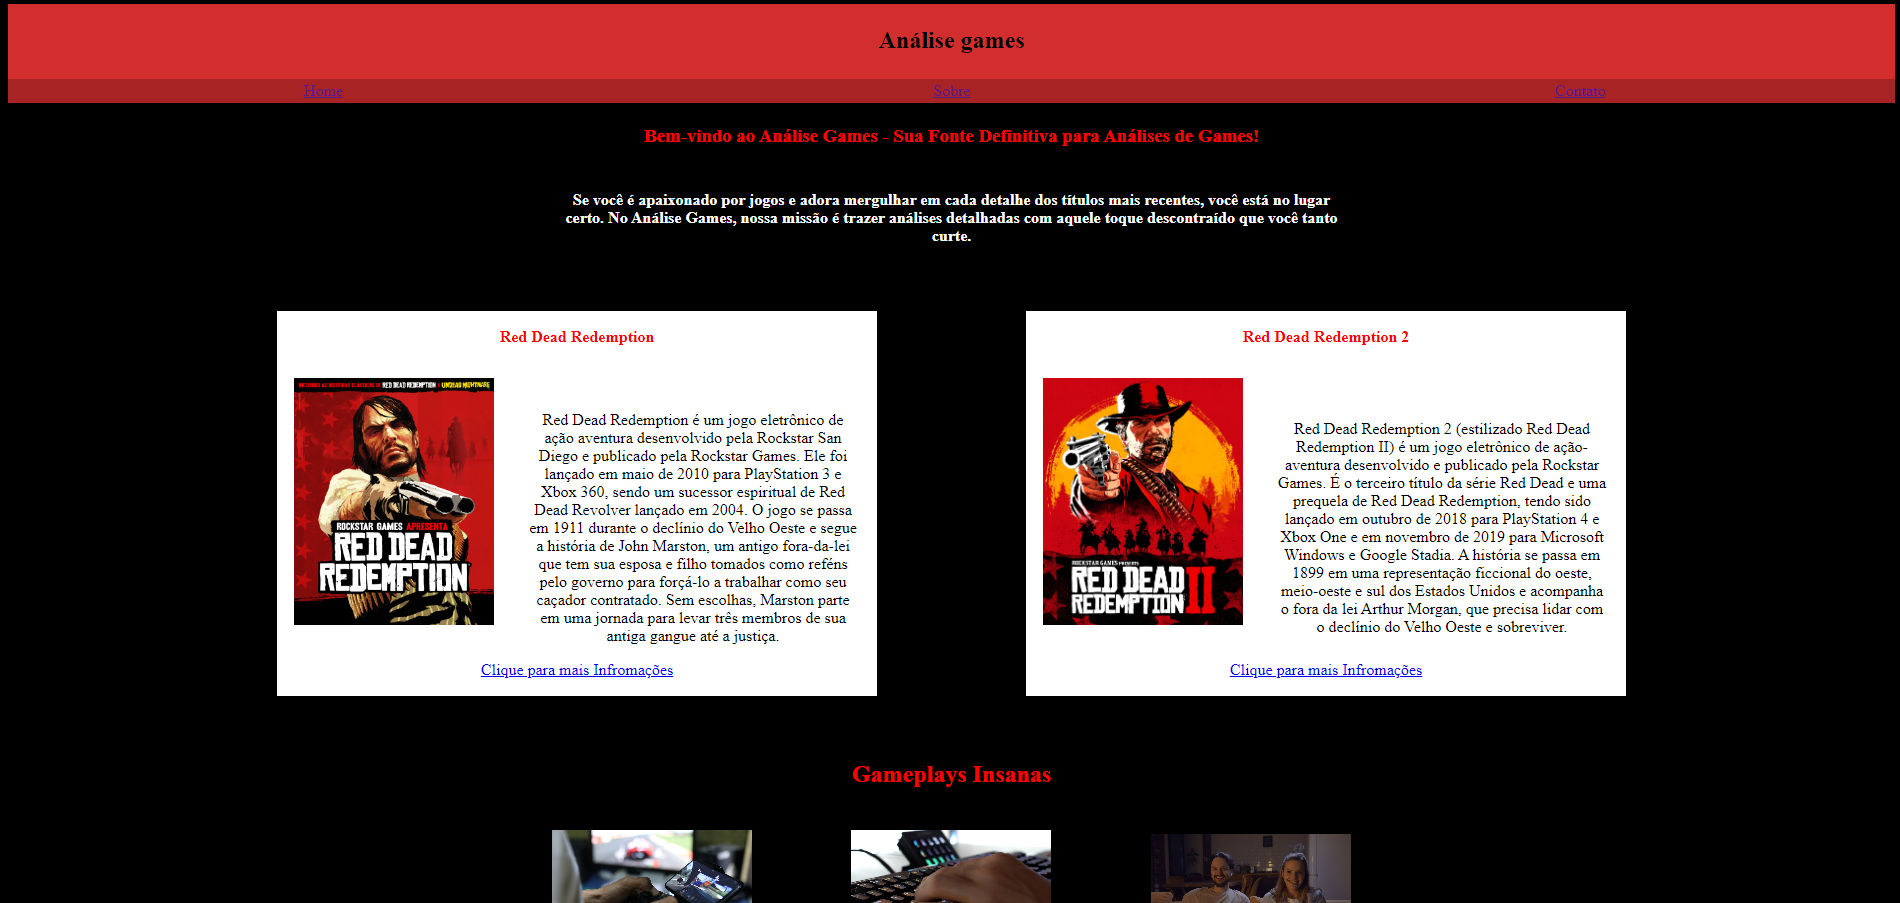 Análise games
Home
Sobre
Contato
Bem-vindo ao Análise Games - Sua Fonte Definitiva para Análises de Games!
Se você é apaixonado por jogos e adora mergulhar em cada detalhe dos títulos mais recentes, você está no lugar
certo. No Análise Games, nossa missão é trazer análises detalhadas com aquele toque descontraído que você tanto
curte.
Red Dead Redemption
RED DEAD REDEMPTION
UNDEAD NIGHTMARE
ROCKSTAR GAMES APRESENTA
RED DEAD
REDEMPTION
Red Dead Redemption é um jogo eletrônico de
ação aventura desenvolvido pela Rockstar San
Diego e publicado pela Rockstar Games. Ele foi
lançado em maio de 2010 para PlayStation 3 e
Xbox 360, sendo um sucessor espiritual de Red
Dead Revolver lançado em 2004. O jogo se passa
em 1911 durante o declínio do Velho Oeste e segue
a história de John Marston, um antigo fora-da-lei
que tem sua esposa e filho tomados como reféns
pelo governo para forçá-lo a trabalhar como seu
caçador contratado. Sem escolhas, Marston parte
em uma jornada para levar três membros de sua
antiga gangue até a justiça.
Clique para mais Infromações
Red Dead Redemption 2
ROCKSTAR GAMES PRESENTS
RED DEAD
REDEMPTION II
Red Dead Redemption 2 (estilizado Red Dead
Redemption II) é um jogo eletrônico de ação-
aventura desenvolvido e publicado pela Rockstar
Games. É o terceiro título da série Red Dead e uma
prequela de Red Dead Redemption, tendo sido
lançado em outubro de 2018 para PlayStation 4 e
Xbox One e em novembro de 2019 para Microsoft
Windows e Google Stadia. A história se passa em
1899 em uma representação ficcional do oeste,
meio-oeste e sul dos Estados Unidos e acompanha
o fora da lei Arthur Morgan, que precisa lidar com
o declínio do Velho Oeste e sobreviver.
Clique para mais Infromações
Gameplays Insanas